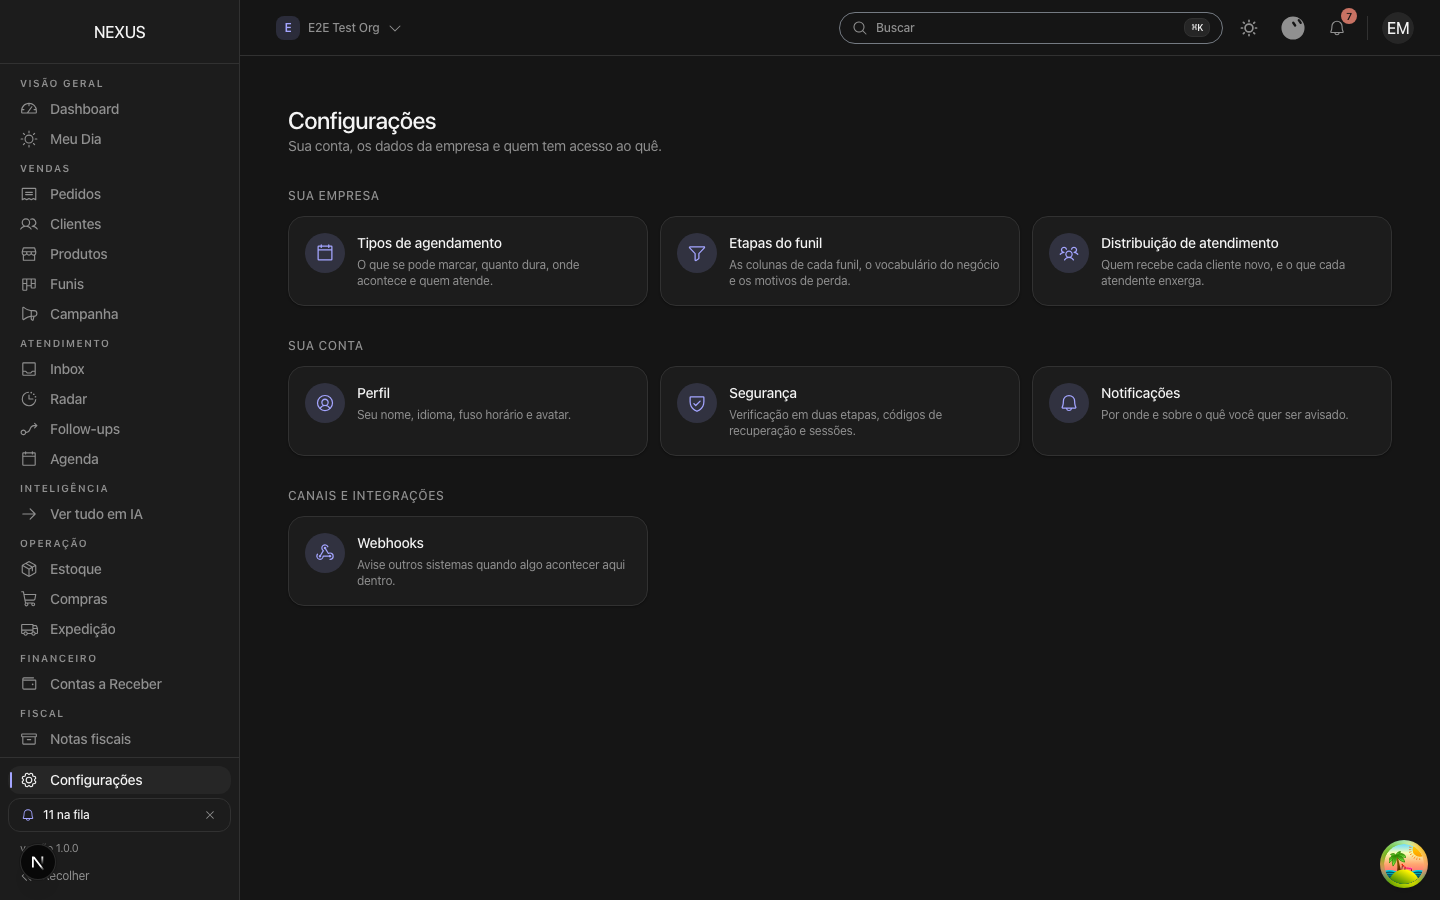 NEXUS
E
E2E Test Org
Buscar
⌘K
7
EM
VISÃO GERAL
Dashboard
Meu Dia
VENDAS
Pedidos
Clientes
Produtos
Funis
Campanha
ATENDIMENTO
Inbox
Radar
Follow-ups
Agenda
INTELIGÊNCIA
Ver tudo em IA
OPERAÇÃO
Estoque
Compras
Expedição
FINANCEIRO
Contas a Receber
FISCAL
Notas fiscais
Configurações
11 na fila
1.0.0
N
Configurações
Sua conta, os dados da empresa e quem tem acesso ao quê.
SUA EMPRESA
Tipos de agendamento
O que se pode marcar, quanto dura, onde
acontece e quem atende.
Etapas do funil
As colunas de cada funil, o vocabulário do negócio
e os motivos de perda.
Distribuição de atendimento
Quem recebe cada cliente novo, e o que cada
atendente enxerga.
SUA CONTA
Perfil
Seu nome, idioma, fuso horário e avatar.
Segurança
Verificação em duas etapas, códigos de
recuperação e sessões.
Notificações
Por onde e sobre o quê você quer ser avisado.
CANAIS E INTEGRAÇÕES
Webhooks
Avise outros sistemas quando algo acontecer aqui
dentro.